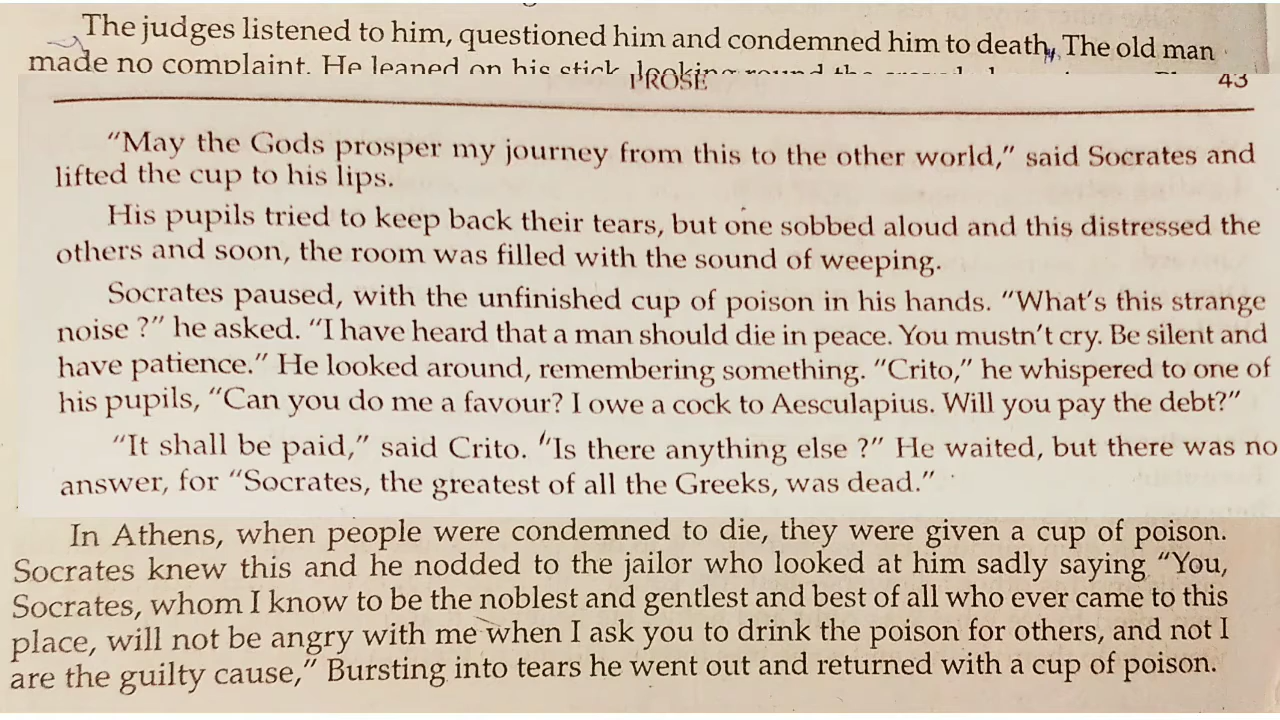 The judges listened to him, questioned him and condemned him to death. The old man
made no complaint. He leaned on his stick looking round the
PROSE 43
"May the Gods prosper my journey from this to the other world," said Socrates and
lifted the cup to his lips.
His pupils tried to keep back their tears, but one sobbed aloud and this distressed the
others and soon, the room was filled with the sound of weeping.
Socrates paused, with the unfinished cup of poison in his hands. "What's this strange
noise ?" he asked. "I have heard that a man should die in peace. You mustn't cry. Be silent and
have patience." He looked around, remembering something. "Crito," he whispered to one of
his pupils, "Can you do me a favour? I owe a cock to Aesculapius. Will you pay the debt?"
"It shall be paid," said Crito. "Is there anything else ?" He waited, but there was no
answer, for "Socrates, the greatest of all the Greeks, was dead."
In Athens, when people were condemned to die, they were given a cup of poison.
Socrates knew this and he nodded to the jailor who looked at him sadly saying "You,
Socrates, whom I know to be the noblest and gentlest and best of all who ever came to this
place, will not be angry with me when I ask you to drink the poison for others, and not I
are the guilty cause," Bursting into tears he went out and returned with a cup of poison.